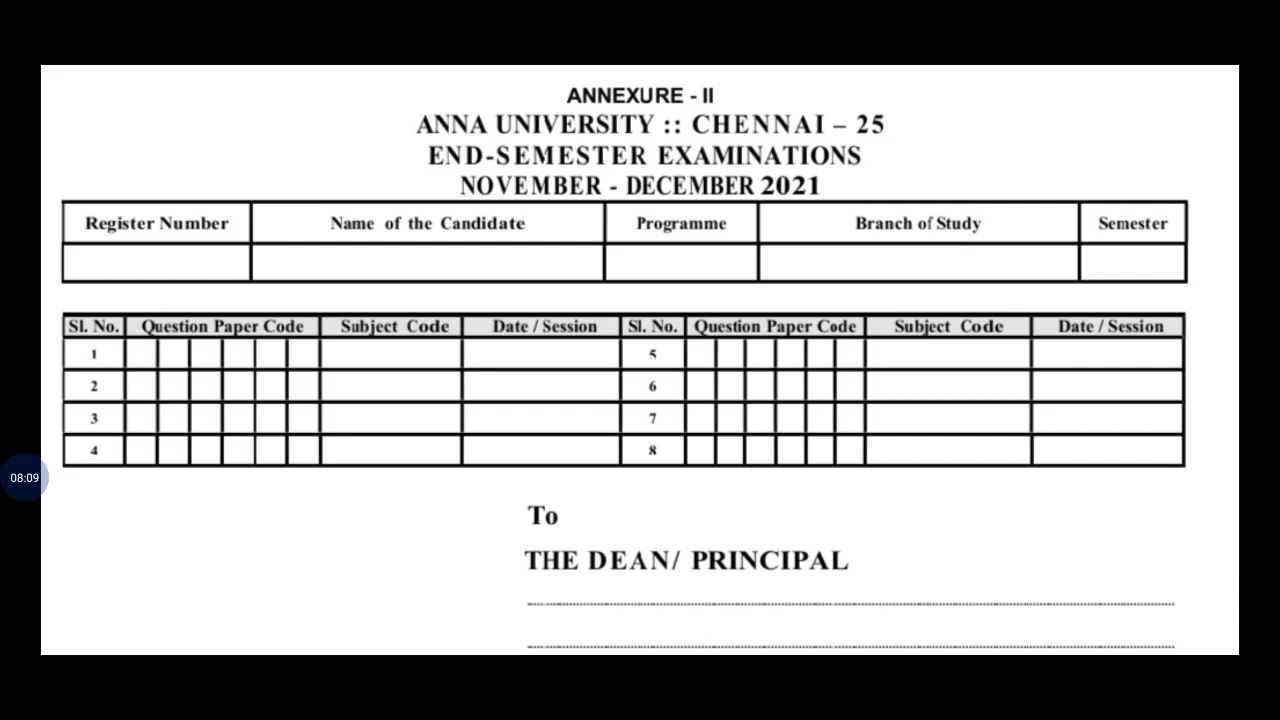 ANNEXURE - II
ANNA UNIVERSITY :: CHENNAI – 25
END-SEMESTER EXAMINATIONS
NOVEMBER - DECEMBER 2021
Register Number Name of the Candidate Programme Branch of Study Semester
Sl. No. Question Paper Code Subject Code Date / Session Sl. No. Question Paper Code Subject Code Date / Session
1 5
2 6
3 7
4 8
08:09
To
THE DEAN/ PRINCIPAL